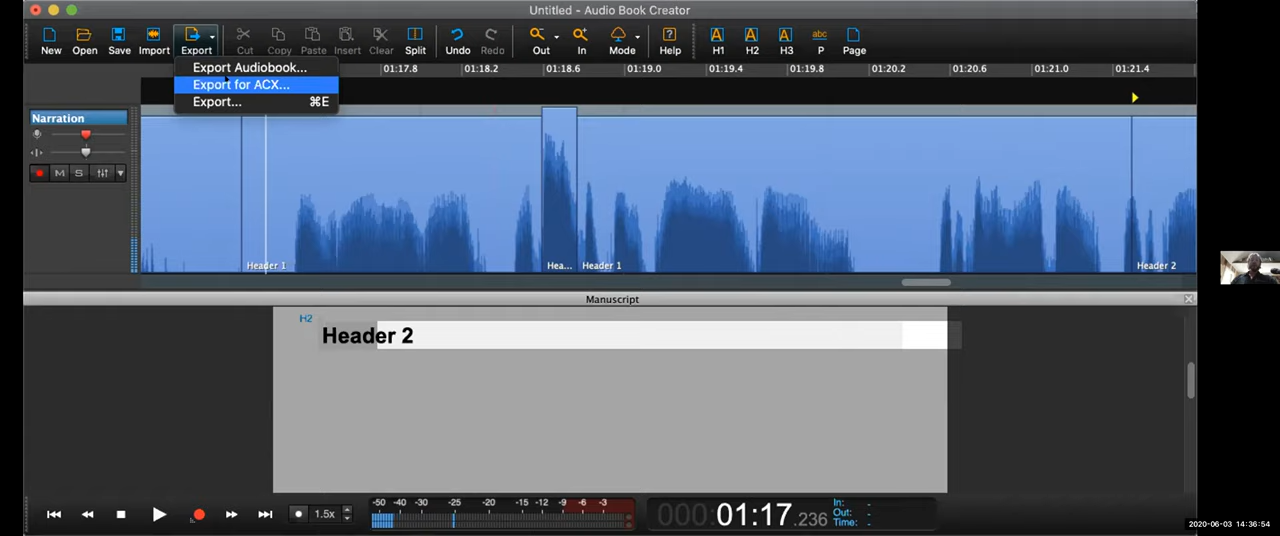 Untitled - Audio Book Creator
New Open Save Import Export Cut Copy Paste Insert Clear Split Undo Redo Out In Mode Help H1 H2 H3 P Page
Export Audiobook...
Export for ACX...
Export... ⌘E
01:17.8 01:18.2 01:18.6 01:19.0 01:19.4 01:19.8 01:20.2 01:20.6 01:21.0 01:21.4
Narration
M S
Header 1 Hea... Header 1 Header 2
Manuscript
H2
Header 2
1.5x
-50 -40 -30 -25 -20 -15 -12 -9 -6 -3
000:01:17.236
In: -
Out: -
Time: -
2020-06-03 14:36:54